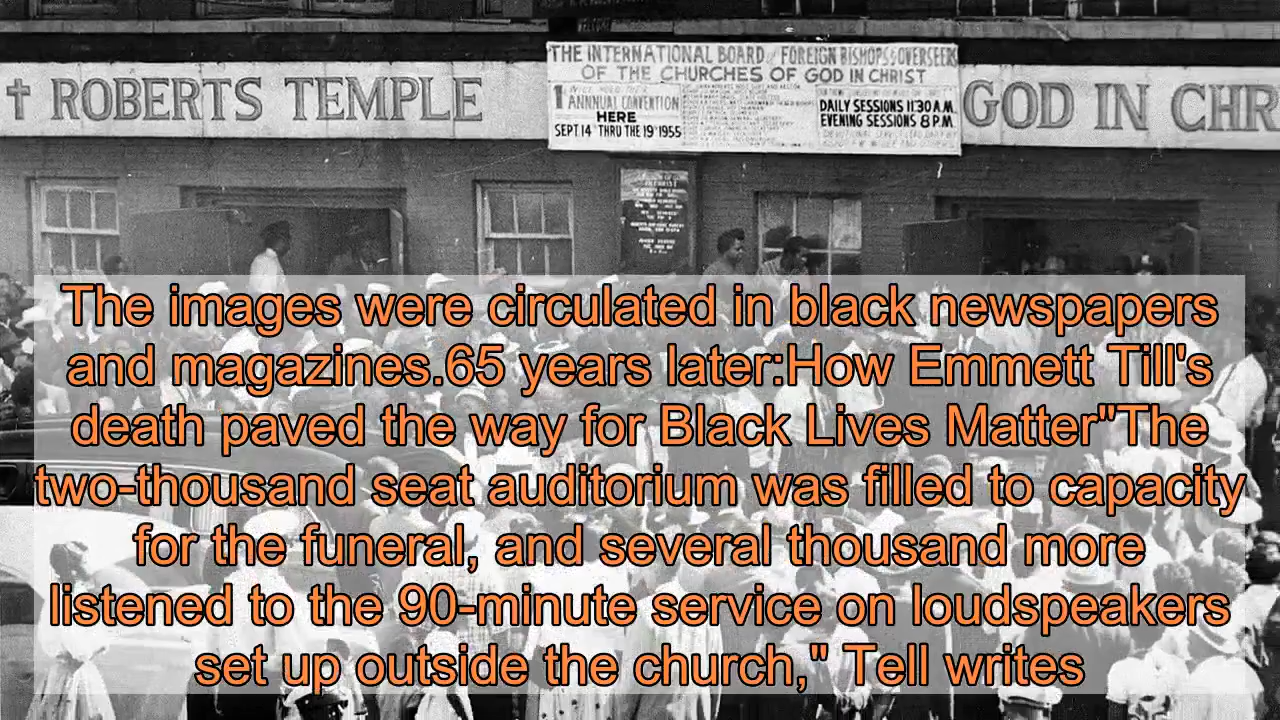 ✝ ROBERTS TEMPLE
THE INTERNATIONAL BOARD OF FOREIGN BISHOPS & OVERSEERS
OF THE CHURCHES OF GOD IN CHRIST
1 ANNNUAL CONVENTION
HERE
SEPT. 14 THRU THE 19 1955
DAILY SESSIONS 11:30 A.M.
EVENING SESSIONS 8 P.M.
GOD IN CHR
The images were circulated in black newspapers
and magazines.65 years later:How Emmett Till's
death paved the way for Black Lives Matter"The
two-thousand seat auditorium was filled to capacity
for the funeral, and several thousand more
listened to the 90-minute service on loudspeakers
set up outside the church," Tell writes